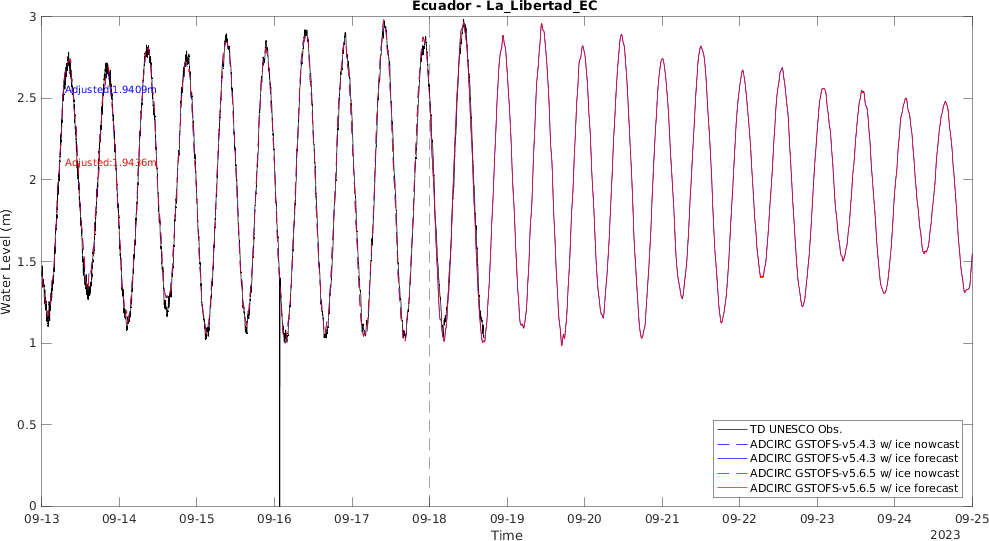 Ecuador - La_Libertad_EC
Water Level (m)
3
2.5
2
1.5
1
0.5
0
Adjusted:1.9409m
Adjusted:1.9436m
TD UNESCO Obs.
ADCIRC GSTOFS-v5.4.3 w/ ice nowcast
ADCIRC GSTOFS-v5.4.3 w/ ice forecast
ADCIRC GSTOFS-v5.6.5 w/ ice nowcast
ADCIRC GSTOFS-v5.6.5 w/ ice forecast
09-13 09-14 09-15 09-16 09-17 09-18 09-19 09-20 09-21 09-22 09-23 09-24 09-25
Time
2023